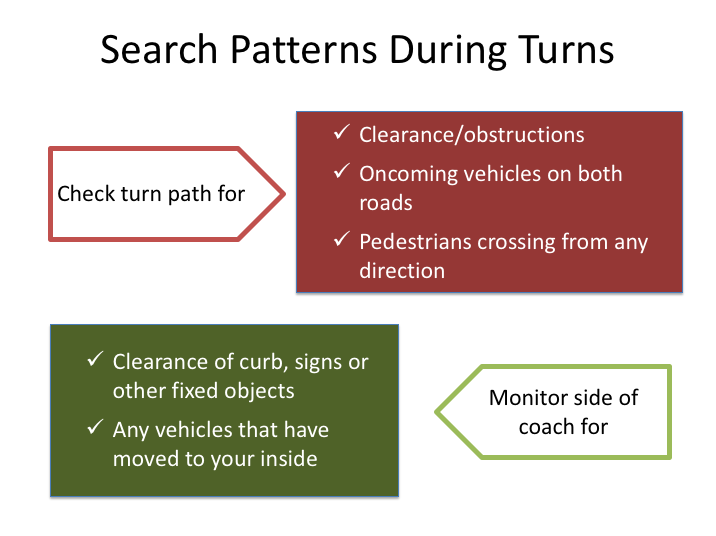 Search Patterns During Turns
Check turn path for
✓ Clearance/obstructions
✓ Oncoming vehicles on both
roads
✓ Pedestrians crossing from any
direction
✓ Clearance of curb, signs or
other fixed objects
✓ Any vehicles that have
moved to your inside
Monitor side of
coach for